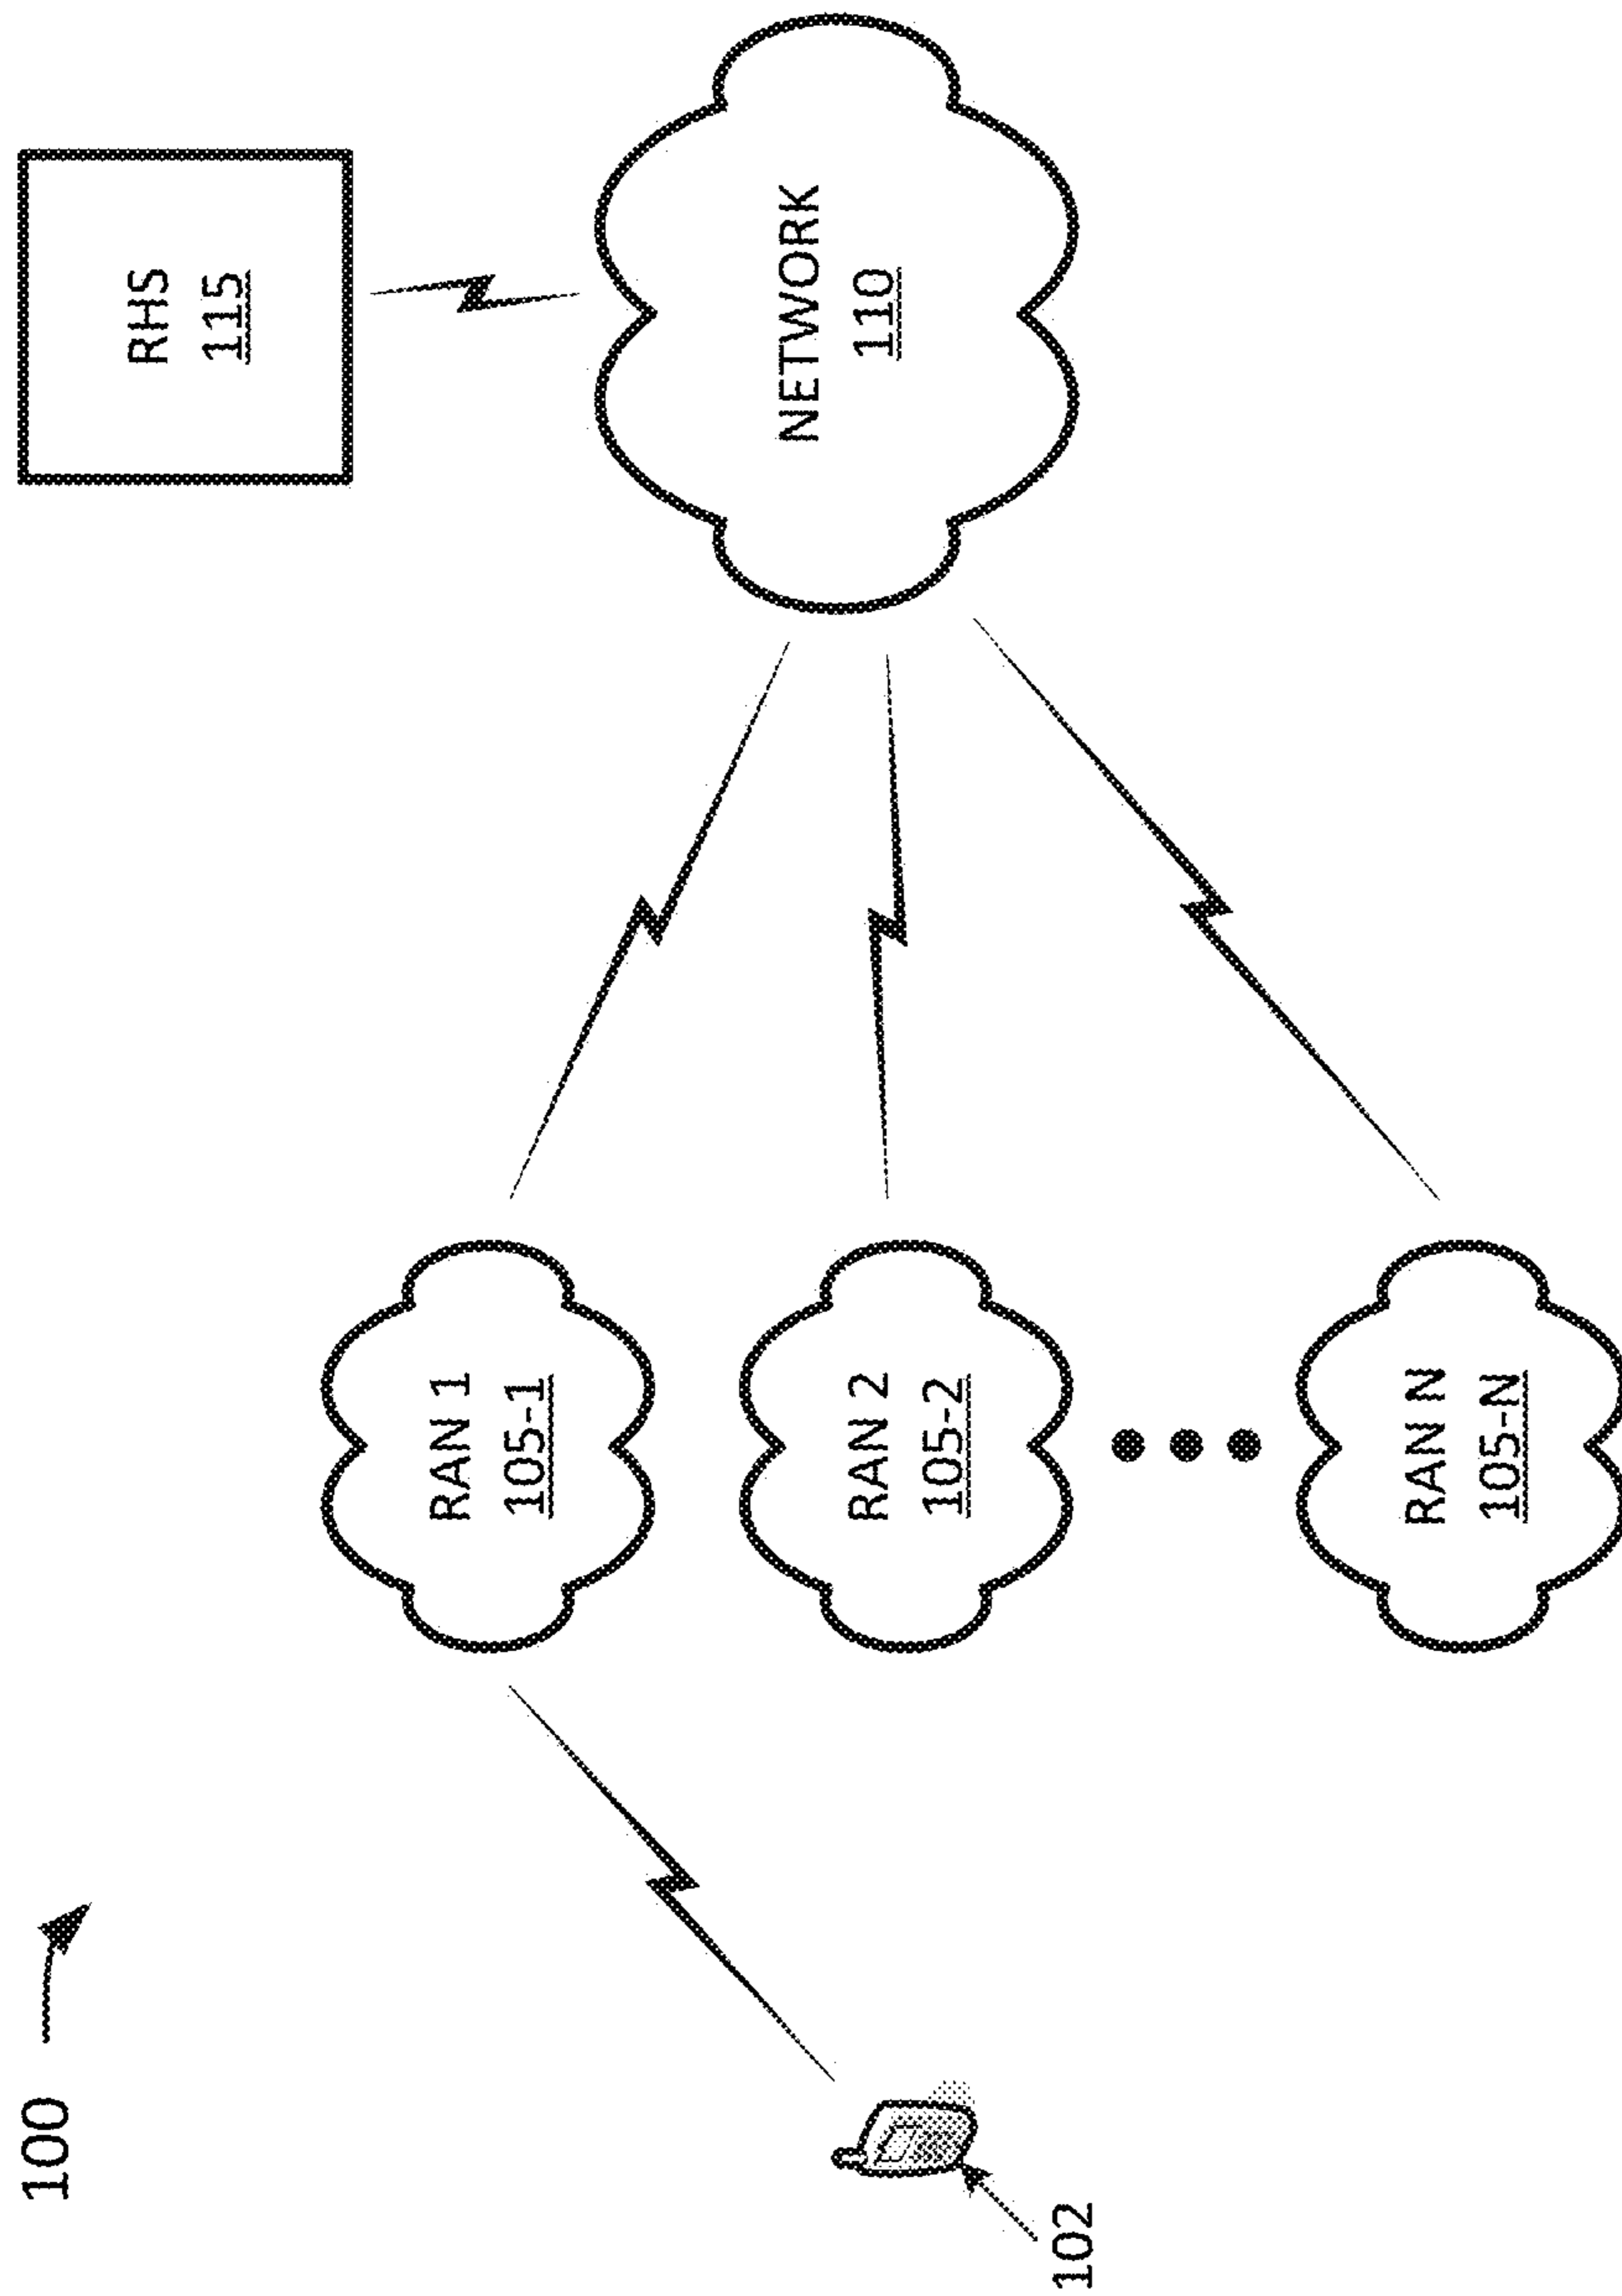 100
RHS
115
RAN 1
105-1
NETWORK
110
RAN 2
105-2
102
RAN N
105-N